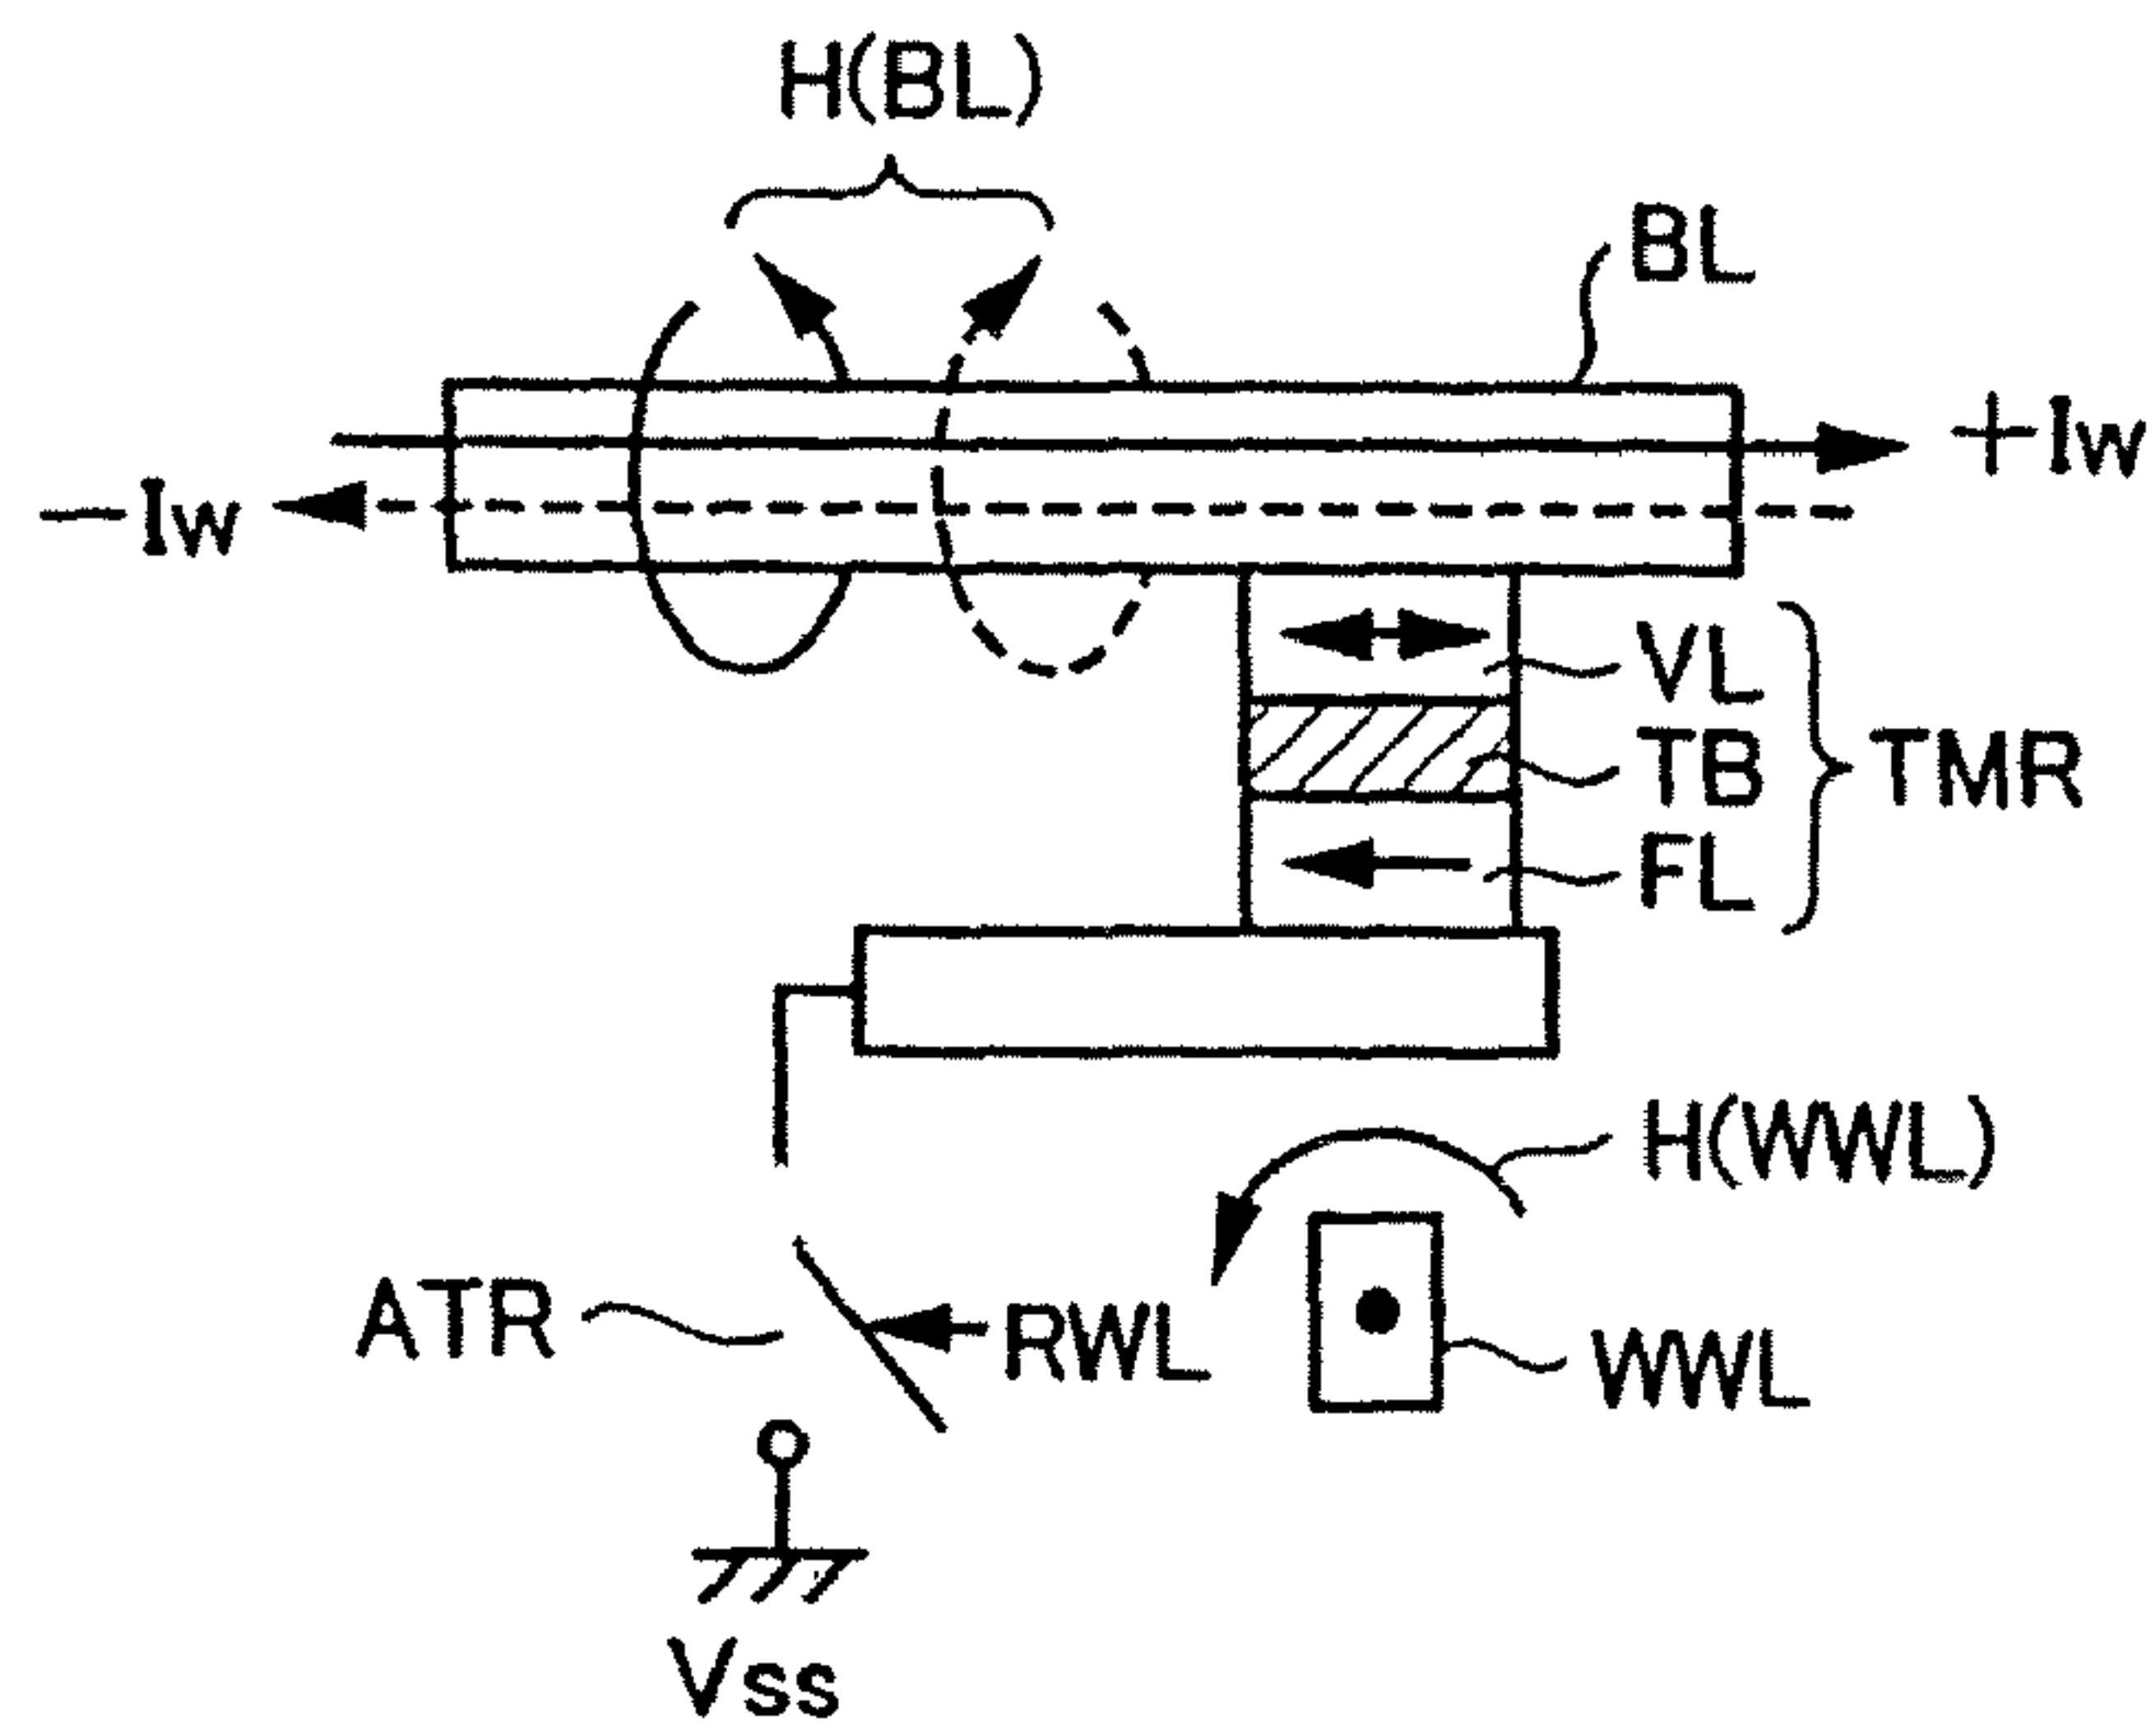 H(BL)
BL
+Iw
−Iw
VL
TB
TMR
FL
H(WWL)
ATR
RWL
WWL
Vss